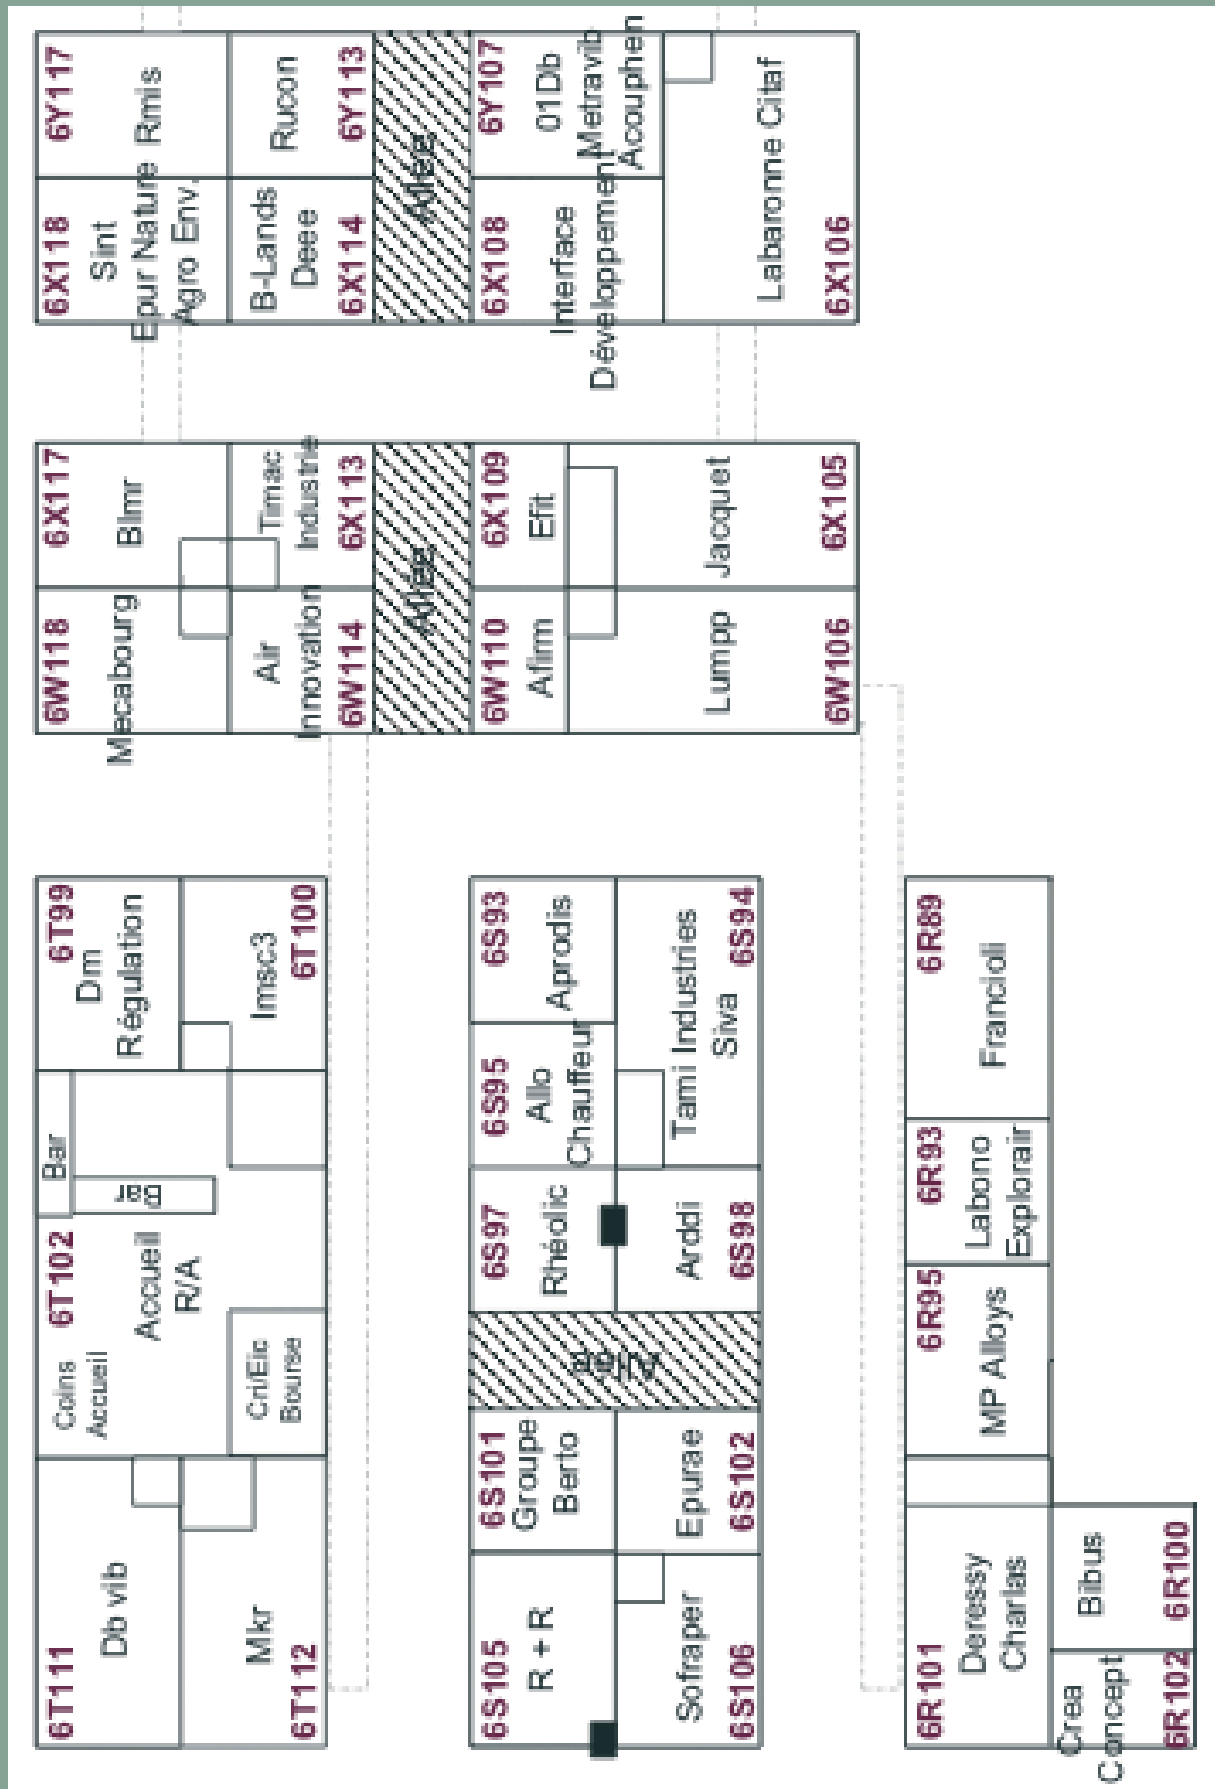 6T111
Db vib
Mkr
6T112
Coins
Accueil
6T102
Accueil
R/A
Cri/Eic
Bourse
Bar
Bar
6T99
Dm
Régulation
Imsc3
6T100
6W118
Mecabourg
Air
Innovation
6W114
6X117
Blmr
Timac
Industrie
6X113
6X118
Sint
Epur Nature
Agro Env.
B-Lands
Deee
6X114
6Y117
Rmis
Rucon
6Y113
Allée
Allée
6S105
R + R
Sofraper
6S106
6S101
Groupe
Berto
Epurae
6S102
Allée
6S97
Rhéolic
Arddi
6S98
6S95
Allo
Chauffeur
6S93
Aprodis
Tami Industries
Siva
6S94
6W110
Afirm
Lumpp
6W106
6X109
Efit
Jacquet
6X105
6X108
Interface
Développement
6Y107
01Db
Metravib
Acouphen
Labaronne Citaf
6X106
6R101
Deressy
Charlas
Crea
Concept
6R102
Bibus
6R100
6R95
MP Alloys
6R93
Labono
Explorair
6R89
Francioli